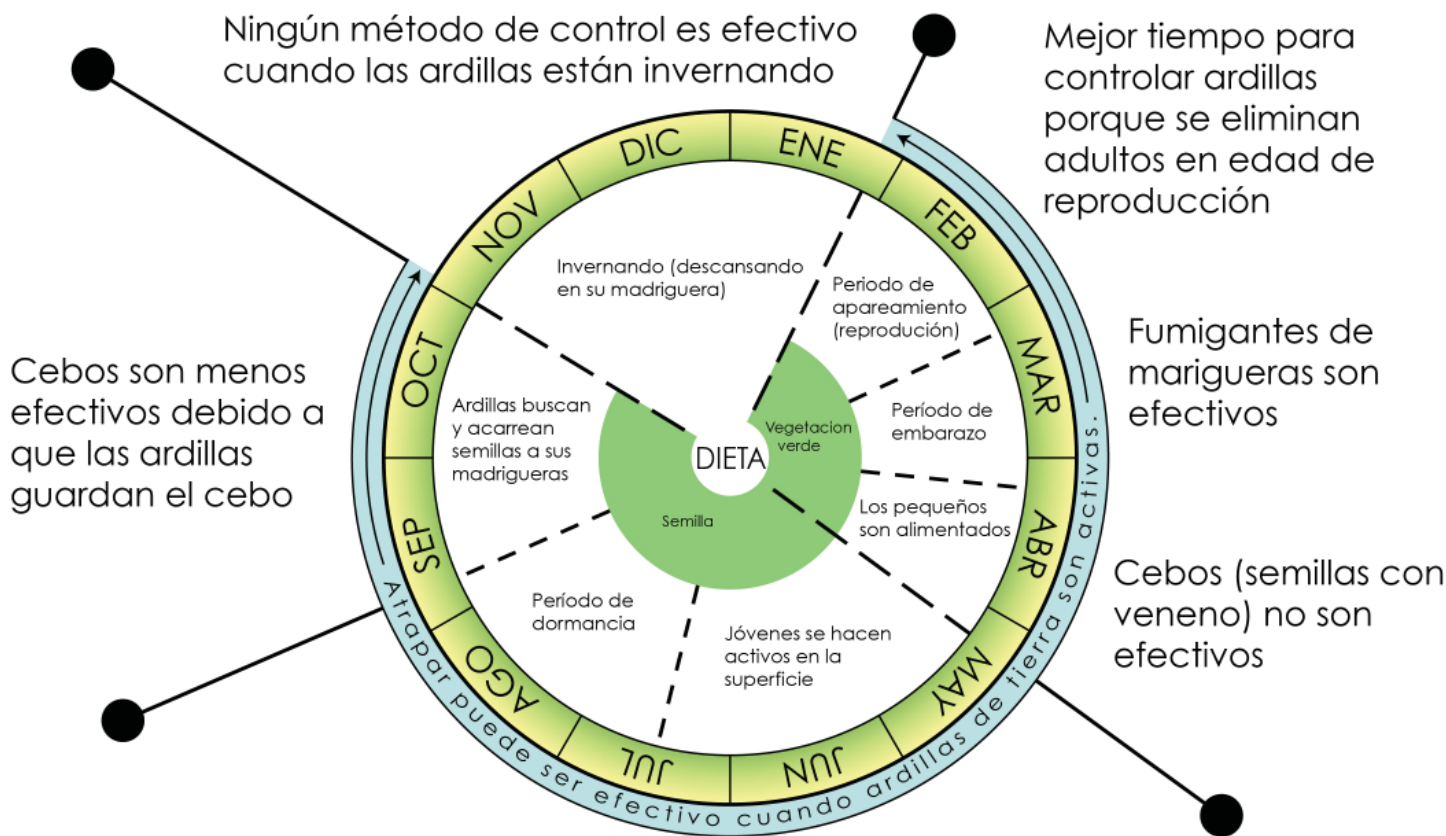 Ningún método de control es efectivo
cuando las ardillas están invernando
Mejor tiempo para
controlar ardillas
porque se eliminan
adultos en edad de
reproducción
Fumigantes de
marigueras son
efectivos
Cebos (semillas con
veneno) no son
efectivos
Cebos son menos
efectivos debido a
que las ardillas
guardan el cebo
ENE
FEB
MAR
ABR
MAY
JUN
JUL
AGO
SEP
OCT
NOV
DIC
Invernando (descansando
en su madriguera)
Periodo de
apareamiento
(reprodución)
Período de
embarazo
Los pequeños
son alimentados
Jóvenes se hacen
activos en la
superficie
Período de
dormancia
Ardillas buscan
y acarrean
semillas a sus
madrigueras
Vegetacion
verde
DIETA
Semilla
Atrapar puede ser efectivo cuando ardillas de tierra son activas.